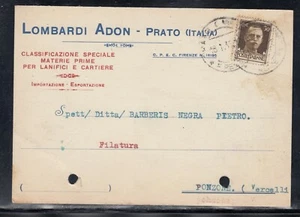 LOMBARDI ADON - PRATO (ITALIA)
CLASSIFICAZIONE SPECIALE
MATERIE PRIME
PER LANIFICI E CARTIERE
IMPORTAZIONE - ESPORTAZIONE
C. P. E. C. FIRENZE N.
Spett/ Ditta/ BARBERIS NEGRA PIETRO.
Filatura
PONZONE. ( Vercelli
( )